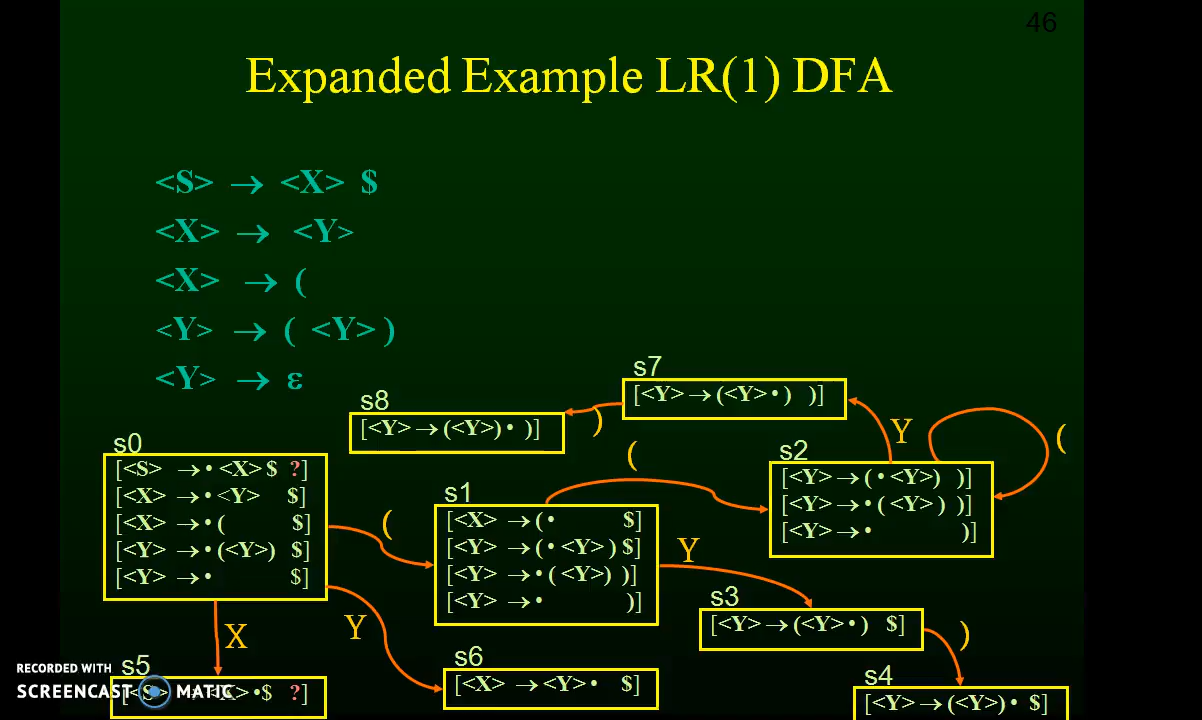 46
Expanded Example LR(1) DFA
<S> → <X> $
<X> → <Y>
<X> → (
<Y> → ( <Y> )
<Y> → ε
s7
[<Y> → (<Y> • ) )]
s8
[<Y> → (<Y>) • )]
)
(
Y
(
s0
[<S> → • <X> $ ?]
[<X> → • <Y> $]
[<X> → • ( $]
[<Y> → • (<Y>) $]
[<Y> → • $]
(
s1
[<X> → ( • $]
[<Y> → ( • <Y> ) $]
[<Y> → • ( <Y>) )]
[<Y> → • )]
s2
[<Y> → ( • <Y>) )]
[<Y> → • ( <Y> ) )]
[<Y> → • )]
Y
s3
[<Y> → (<Y> • ) $]
)
X
Y
s5
[<S> → <X> • $ ?]
s6
[<X> → <Y> • $]
s4
[<Y> → (<Y>) • $]
RECORDED WITH
SCREENCAST MATIC